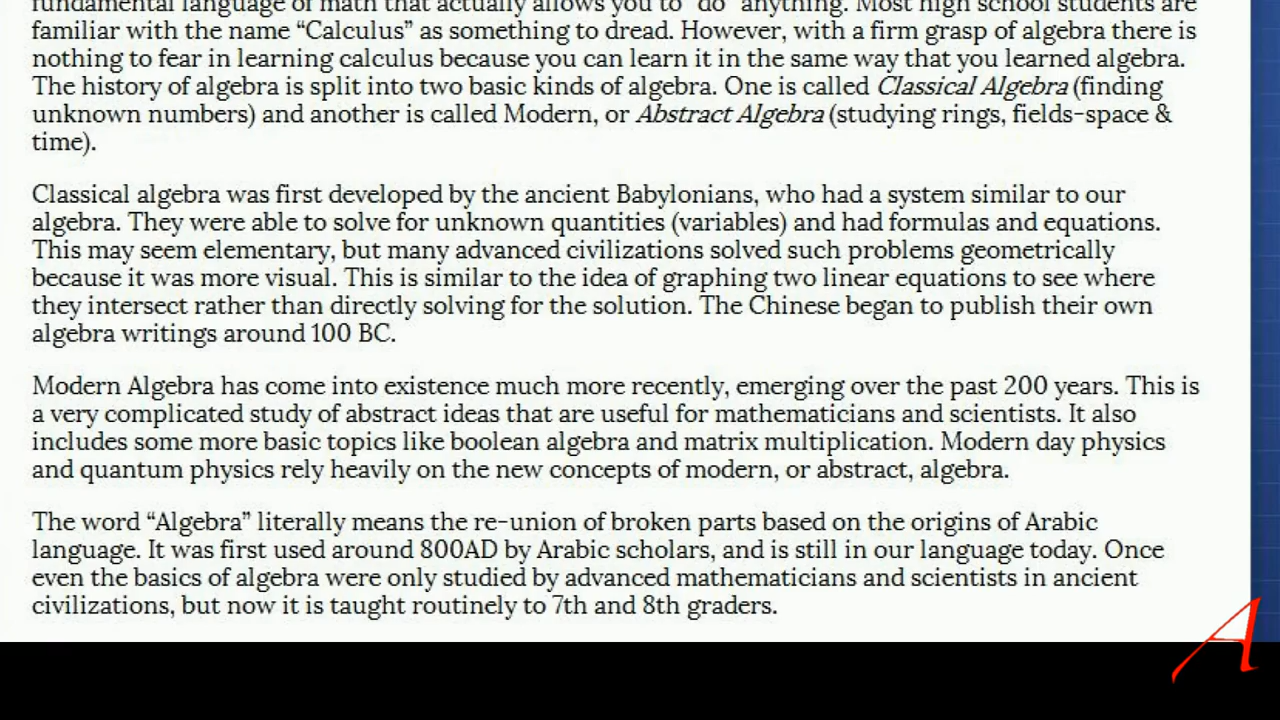 fundamental language of math that actually allows you to "do" anything. Most high school students are
familiar with the name “Calculus” as something to dread. However, with a firm grasp of algebra there is
nothing to fear in learning calculus because you can learn it in the same way that you learned algebra.
The history of algebra is split into two basic kinds of algebra. One is called Classical Algebra (finding
unknown numbers) and another is called Modern, or Abstract Algebra (studying rings, fields-space &
time).
Classical algebra was first developed by the ancient Babylonians, who had a system similar to our
algebra. They were able to solve for unknown quantities (variables) and had formulas and equations.
This may seem elementary, but many advanced civilizations solved such problems geometrically
because it was more visual. This is similar to the idea of graphing two linear equations to see where
they intersect rather than directly solving for the solution. The Chinese began to publish their own
algebra writings around 100 BC.
Modern Algebra has come into existence much more recently, emerging over the past 200 years. This is
a very complicated study of abstract ideas that are useful for mathematicians and scientists. It also
includes some more basic topics like boolean algebra and matrix multiplication. Modern day physics
and quantum physics rely heavily on the new concepts of modern, or abstract, algebra.
The word “Algebra” literally means the re-union of broken parts based on the origins of Arabic
language. It was first used around 800AD by Arabic scholars, and is still in our language today. Once
even the basics of algebra were only studied by advanced mathematicians and scientists in ancient
civilizations, but now it is taught routinely to 7th and 8th graders.
A